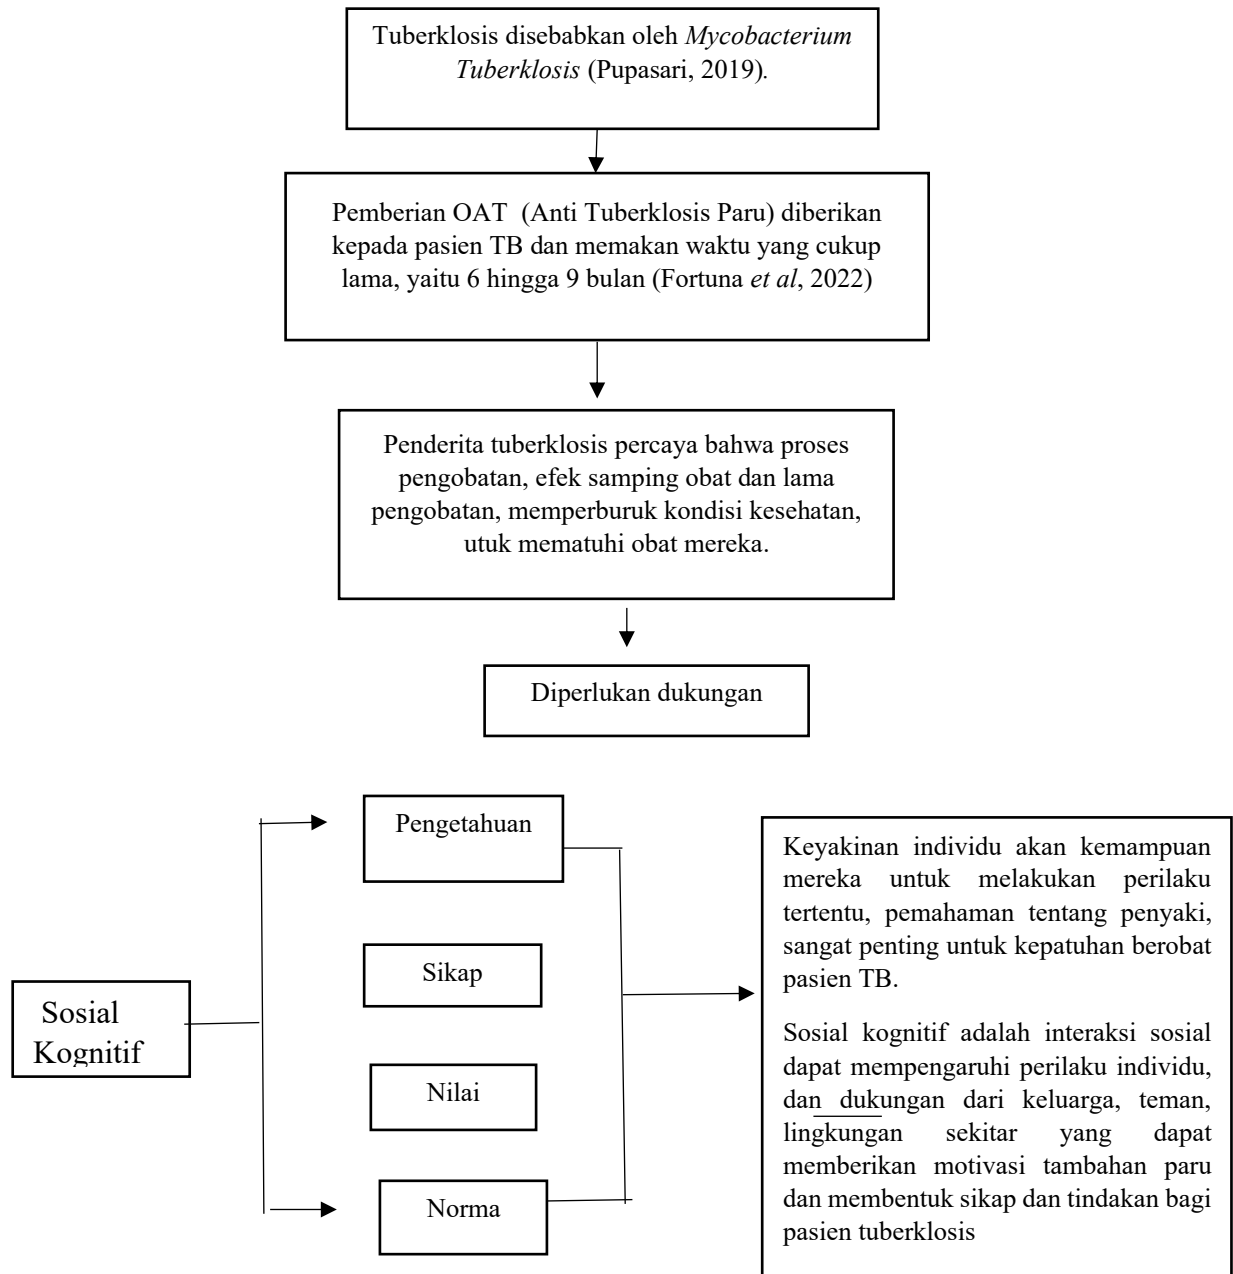 Tuberklosis disebabkan oleh Mycobacterium
Tuberklosis (Pupasari, 2019).
Pemberian OAT (Anti Tuberklosis Paru) diberikan
kepada pasien TB dan memakan waktu yang cukup
lama, yaitu 6 hingga 9 bulan (Fortuna et al, 2022)
Penderita tuberklosis percaya bahwa proses
pengobatan, efek samping obat dan lama
pengobatan, memperburuk kondisi kesehatan,
utuk mematuhi obat mereka.
Diperlukan dukungan
Sosial
Kognitif
Pengetahuan
Sikap
Nilai
Norma
Keyakinan individu akan kemampuan
mereka untuk melakukan perilaku
tertentu, pemahaman tentang penyaki,
sangat penting untuk kepatuhan berobat
pasien TB.
Sosial kognitif adalah interaksi sosial
dapat mempengaruhi perilaku individu,
dan dukungan dari keluarga, teman,
lingkungan sekitar yang dapat
memberikan motivasi tambahan paru
dan membentuk sikap dan tindakan bagi
pasien tuberklosis